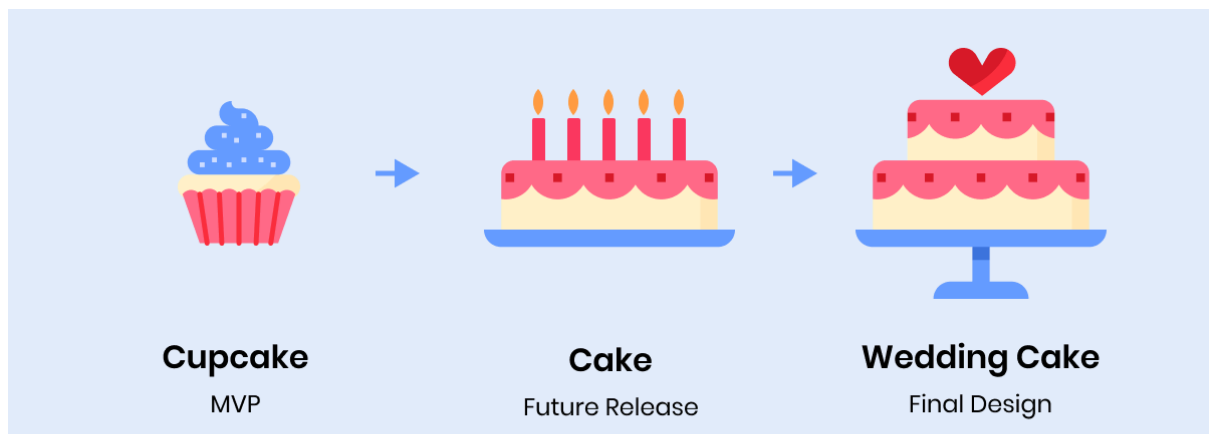 Cupcake
MVP
Cake
Future Release
Wedding Cake
Final Design